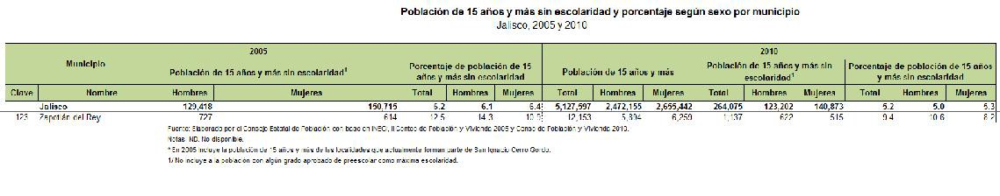 Población de 15 años y más sin escolaridad y porcentaje según sexo por municipio
Jalisco, 2005 y 2010
Municipio 2005 2010
Población de 15 años y más sin escolaridad¹ Porcentaje de población de 15 años y más sin escolaridad Población de 15 años y más Población de 15 años y más sin escolaridad¹ Porcentaje de población de 15 años y más sin escolaridad
Clave Nombre Hombres Mujeres Total Hombres Mujeres Total Hombres Mujeres Total Hombres Mujeres Total Hombres Mujeres
Jalisco 129,418 150,715 6.2 6.1 6.4 5,127,597 2,472,155 2,655,442 264,075 123,202 140,873 5.2 5.0 5.3
123 Zapotlán del Rey 727 614 12.5 14.3 10.9 12,153 5,894 6,259 1,137 622 515 9.4 10.6 8.2
Fuente: Elaborado por el Consejo Estatal de Población con base en INEGI, II Conteo de Población y Vivienda 2005 y Censo de Población y Vivienda 2010.
Notas: ND. No disponible.
* En 2005 incluye la población de 15 años y más de las localidades que actualmente forman parte de San Ignacio Cerro Gordo.
1/ No incluye a la población con algún grado aprobado de preescolar como máxima escolaridad.